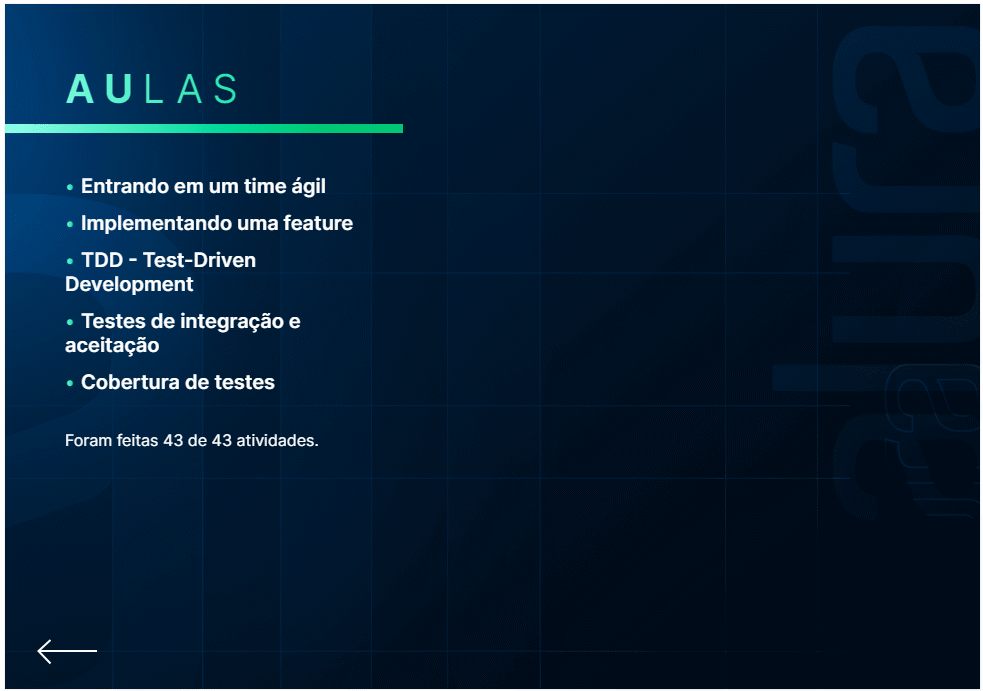 AULAS
• Entrando em um time ágil
• Implementando uma feature
• TDD - Test-Driven
Development
• Testes de integração e
aceitação
• Cobertura de testes
Foram feitas 43 de 43 atividades.
alura